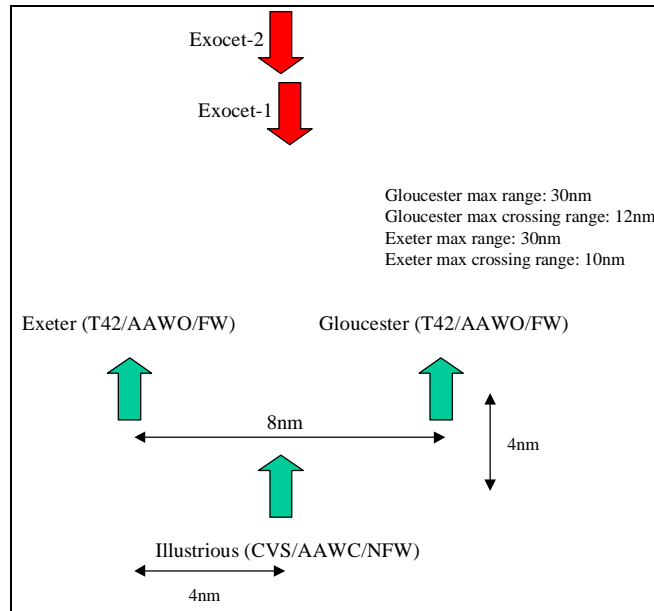 Exocet-2
Exocet-1
Gloucester max range: 30nm
Gloucester max crossing range: 12nm
Exeter max range: 30nm
Exeter max crossing range: 10nm
Exeter (T42/AAWO/FW)
Gloucester (T42/AAWO/FW)
8nm
4nm
Illustrious (CVS/AAWC/NFW)
4nm